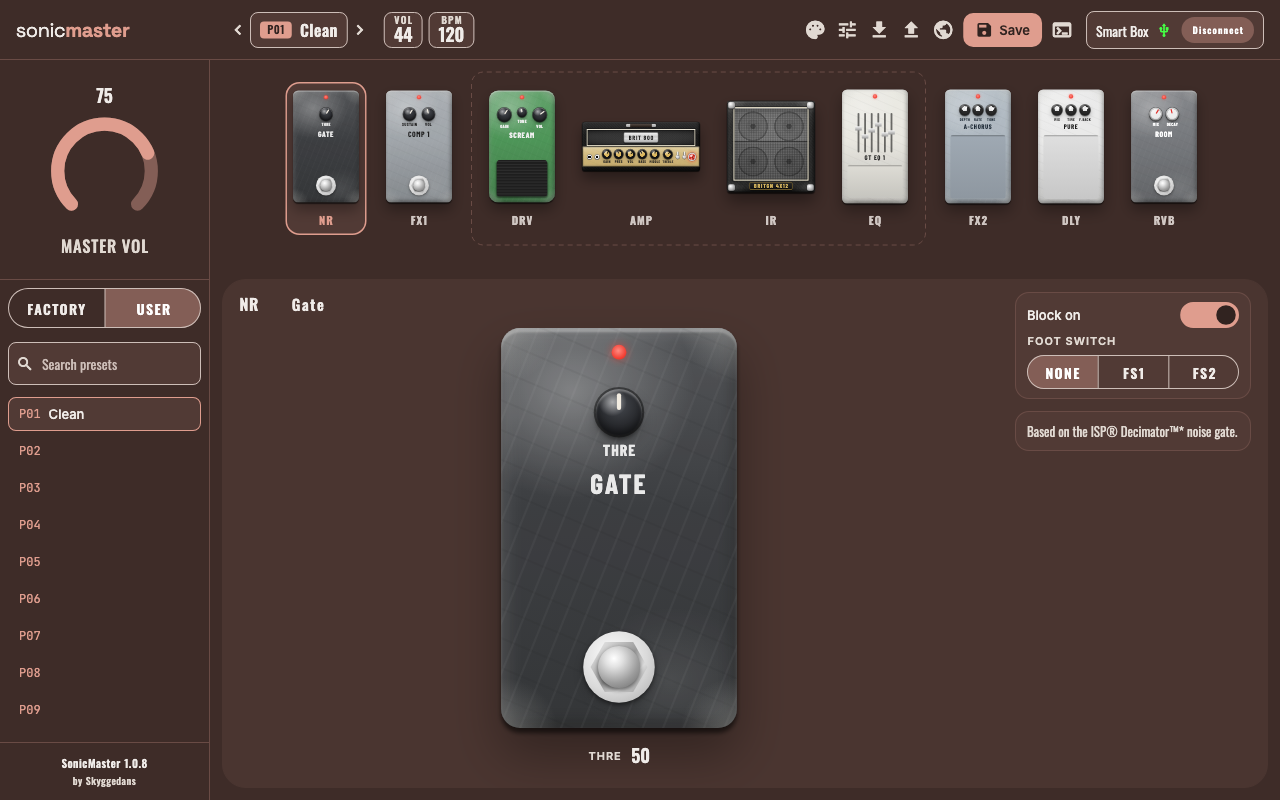 sonicmaster
P01 Clean
VOL 44
BPM 120
Save
Smart Box
Disconnect
75
MASTER VOL
FACTORY
USER
Search presets
P01 Clean
P02
P03
P04
P05
P06
P07
P08
P09
SonicMaster 1.0.8
by Skyggedans
THRE
GATE
NR
SUSTAIN VOL
COMP 1
FX1
GAIN TONE VOL
SCREAM
DRV
BRIT 800
AMP
BRITON 4X12
IR
GT EQ 1
EQ
DEPTH RATE TONE
A-CHORUS
FX2
MIX TIME F.BACK
PURE
DLY
MIX DECAY
ROOM
RVB
NR Gate
THRE
GATE
THRE 50
Block on
FOOT SWITCH
NONE
FS1
FS2
Based on the ISP® Decimator™* noise gate.